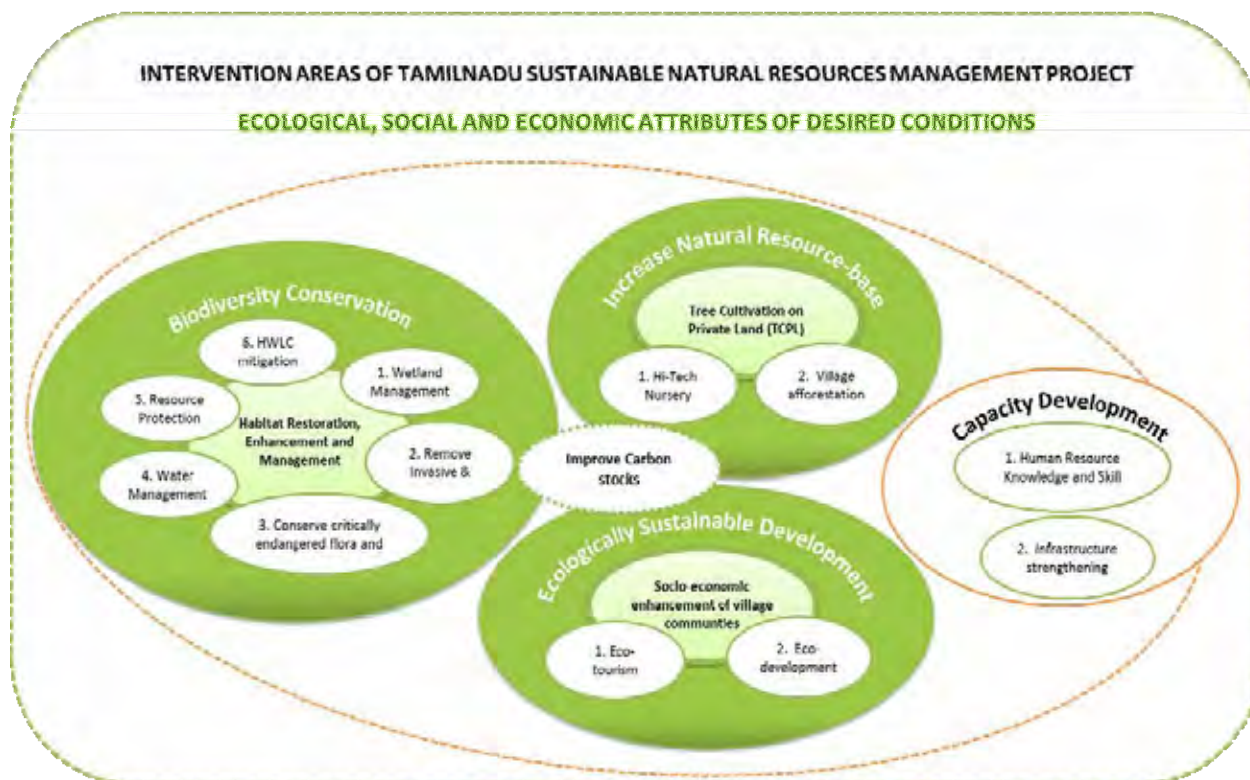 INTERVENTION AREAS OF TAMILNADU SUSTAINABLE NATURAL RESOURCES MANAGEMENT PROJECT
ECOLOGICAL, SOCIAL AND ECONOMIC ATTRIBUTES OF DESIRED CONDITIONS
Biodiversity Conservation
6. HWLC
mitigation
1. Wetland
Management
5. Resource
Protection
Habitat Restoration,
Enhancement and
Management
2. Remove
Invasive &
4. Water
Management
3. Conserve critically
endangered flora and
Increase Natural Resource-base
Tree Cultivation on
Private Land (TCPL)
1. Hi-Tech
Nursery
2. Village
afforestation
Improve Carbon
stocks
Ecologically Sustainable Development
Socio-economic
enhancement of village
communties
1. Eco-
tourism
2. Eco-
development
Capacity Development
1. Human Resource
Knowledge and Skill
2. Infrastructure
strengthening